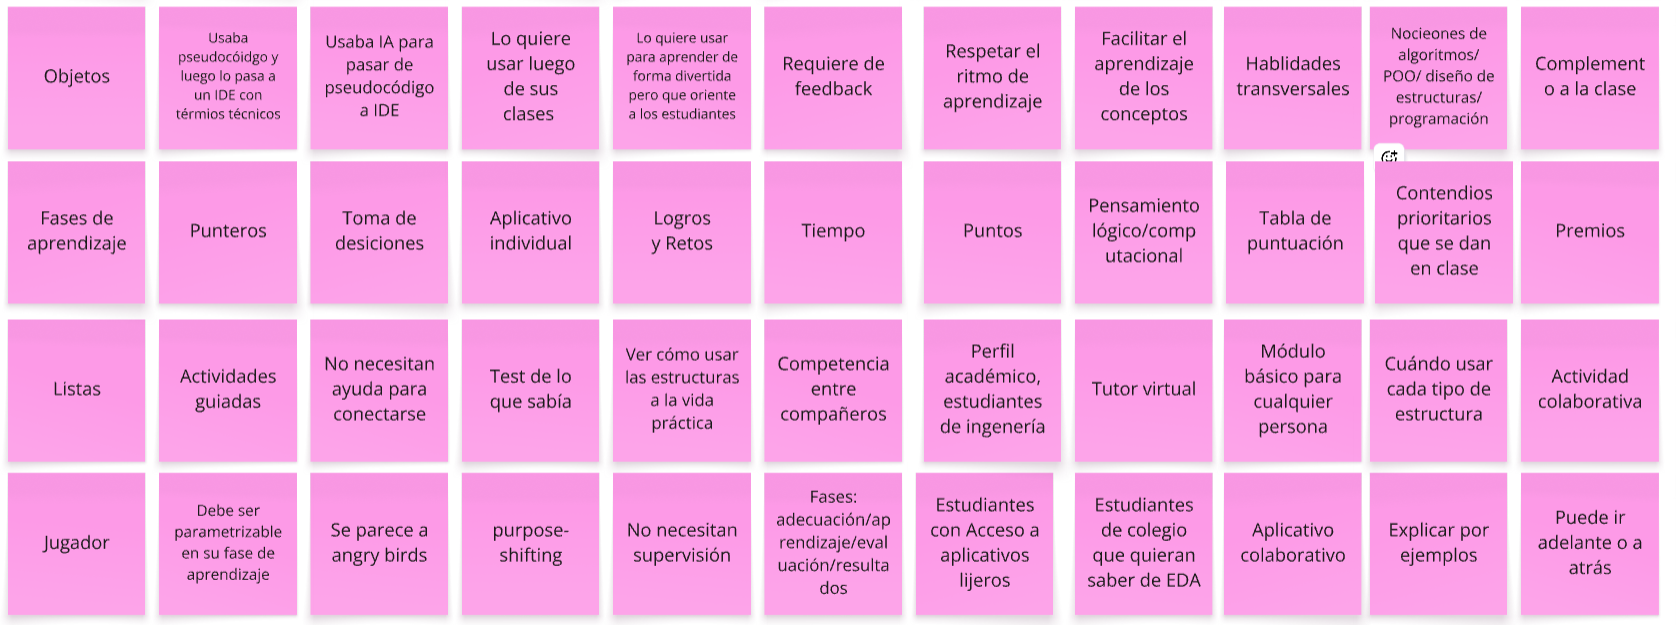 Objetos
Usaba
pseudocóidgo y
luego lo pasa a
un IDE con
térmios técnicos
Usaba IA para
pasar de
pseudocódigo
a IDE
Lo quiere
usar luego
de sus
clases
Lo quiere usar
para aprender de
forma divertida
pero que oriente
a los estudiantes
Requiere de
feedback
Respetar el
ritmo de
aprendizaje
Facilitar el
aprendizaje
de los
conceptos
Hablidades
transversales
Nocieones de
algoritmos/
POO/ diseño de
estructuras/
programación
Complement
o a la clase
Fases de
aprendizaje
Punteros
Toma de
desiciones
Aplicativo
individual
Logros
y Retos
Tiempo
Puntos
Pensamiento
lógico/comp
utacional
Tabla de
puntuación
Contendios
prioritarios
que se dan
en clase
Premios
Listas
Actividades
guiadas
No necesitan
ayuda para
conectarse
Test de lo
que sabía
Ver cómo usar
las estructuras
a la vida
práctica
Competencia
entre
compañeros
Perfil
académico,
estudiantes
de ingenería
Tutor virtual
Módulo
básico para
cualquier
persona
Cuándo usar
cada tipo de
estructura
Actividad
colaborativa
Jugador
Debe ser
parametrizable
en su fase de
aprendizaje
Se parece a
angry birds
purpose-
shifting
No necesitan
supervisión
Fases:
adecuación/ap
rendizaje/eval
uación/resulta
dos
Estudiantes
con Acceso a
aplicativos
lijeros
Estudiantes
de colegio
que quieran
saber de EDA
Aplicativo
colaborativo
Explicar por
ejemplos
Puede ir
adelante o a
atrás